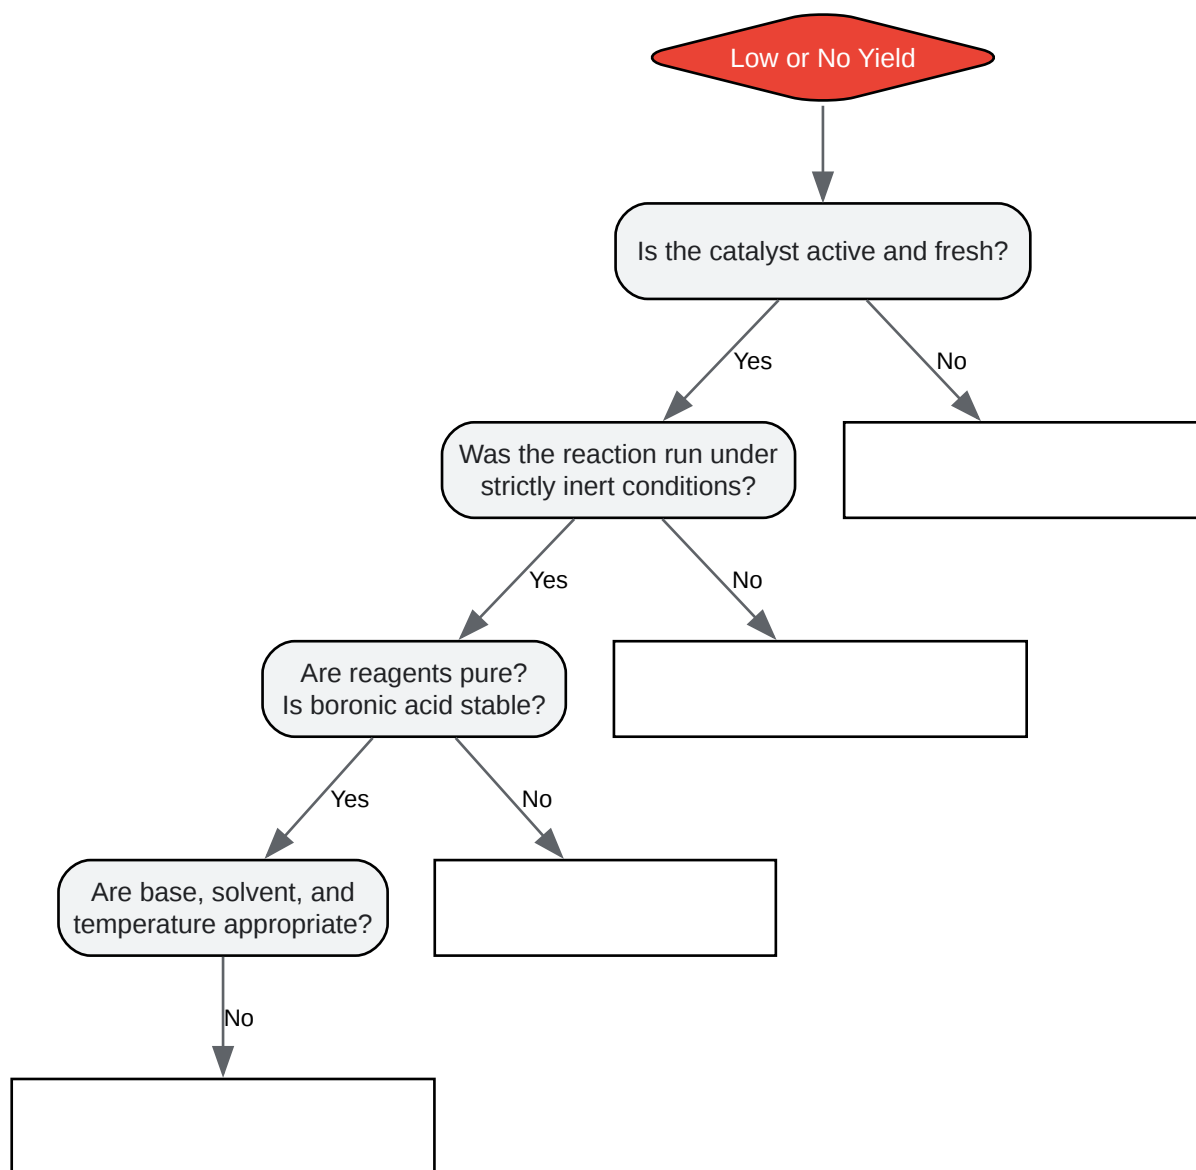 Low or No Yield
Is the catalyst active and fresh?
Yes
No
Was the reaction run under
strictly inert conditions?
Yes
No
Are reagents pure?
Is boronic acid stable?
Yes
No
Are base, solvent, and
temperature appropriate?
No